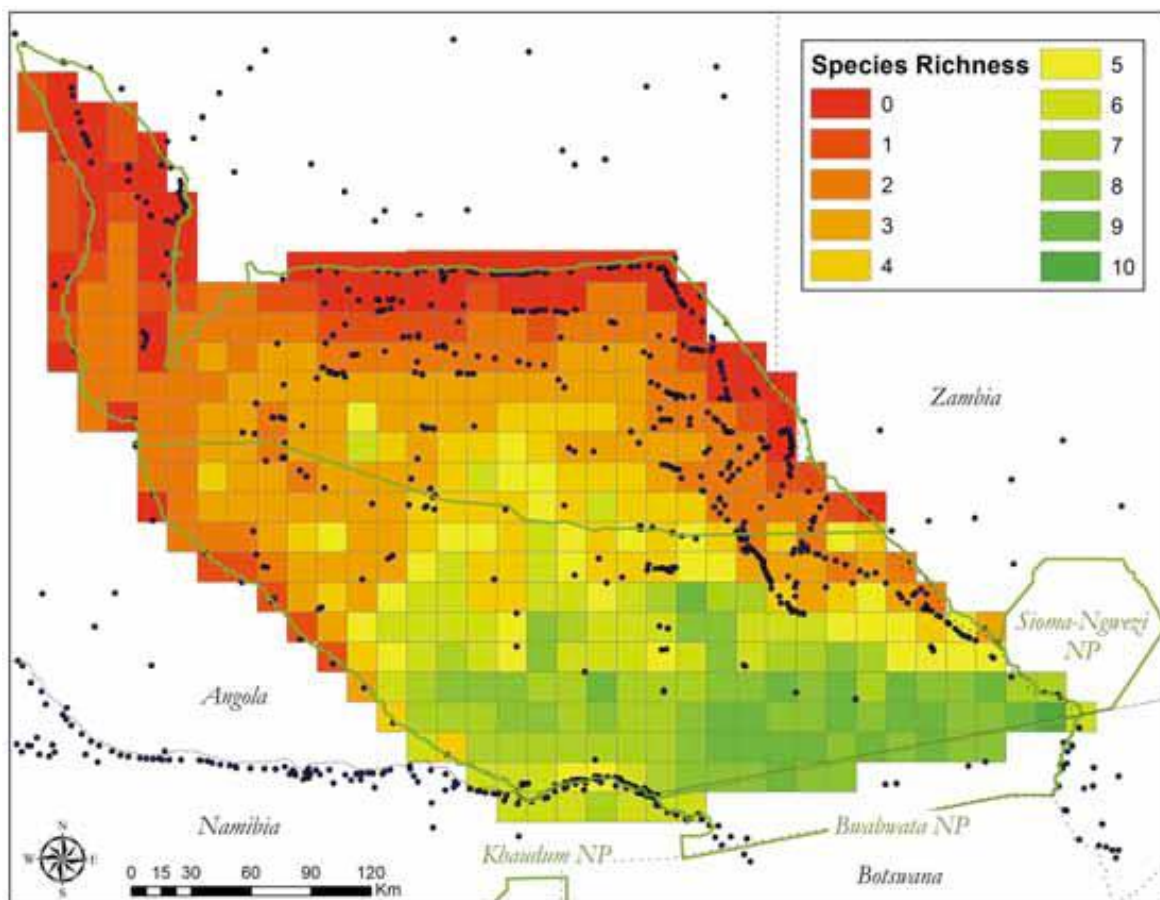 Species Richness
0
1
2
3
4
5
6
7
8
9
10
Zambia
Sioma-Ngwezi
NP
Angola
Namibia
Bwabwata NP
Khaudum NP
Botswana
N
W E
S
0 15 30 60 90 120
Km